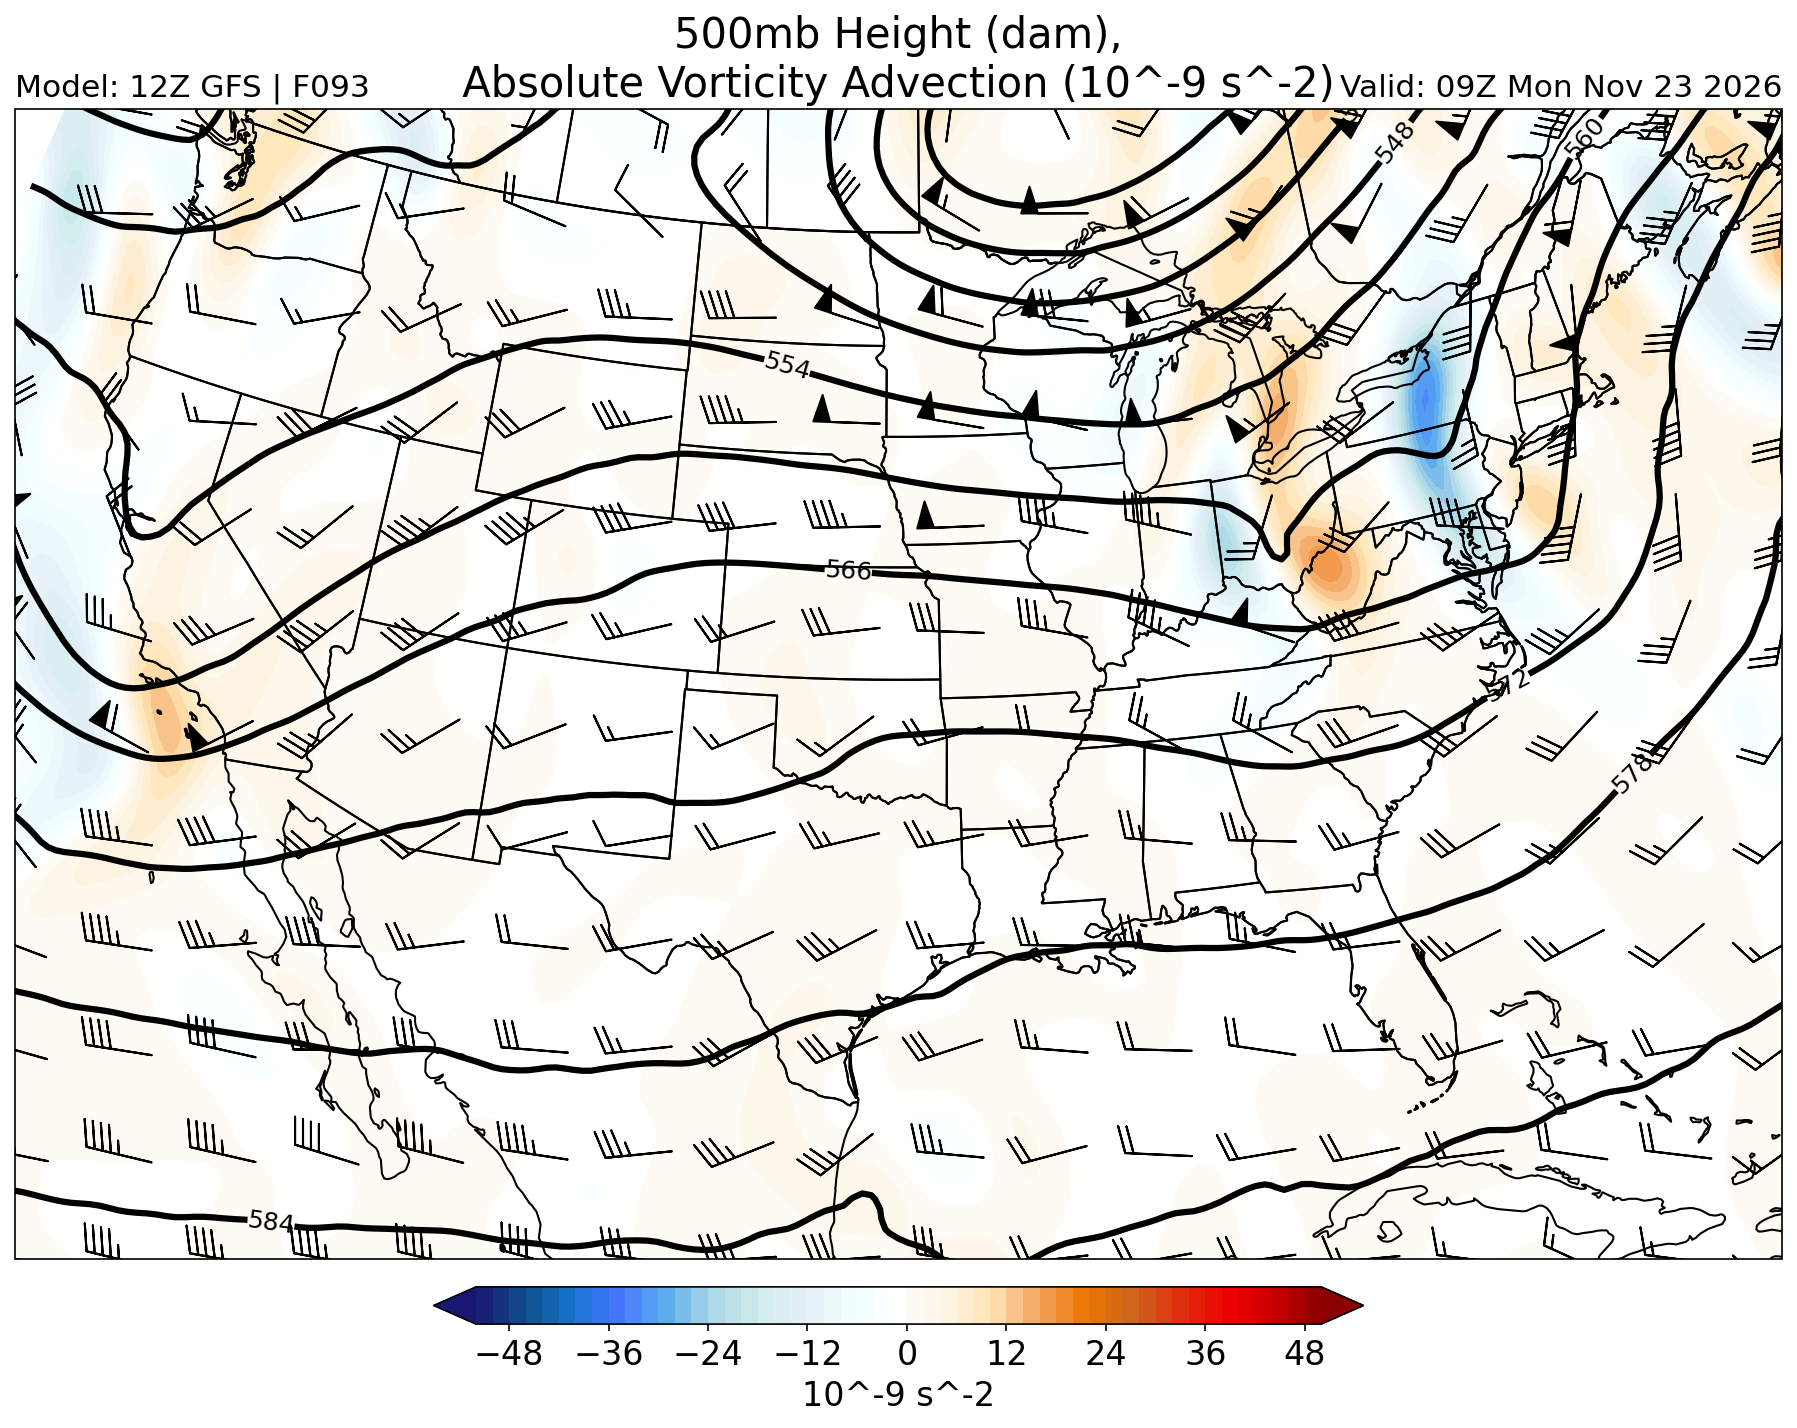 500mb Height (dam),
Absolute Vorticity Advection (10^-9 s^-2)
Model: 12Z GFS | F093
Valid: 09Z Mon Nov 23 2026
548
560
554
566
578
584
−48 −36 −24 −12 0 12 24 36 48
10^-9 s^-2